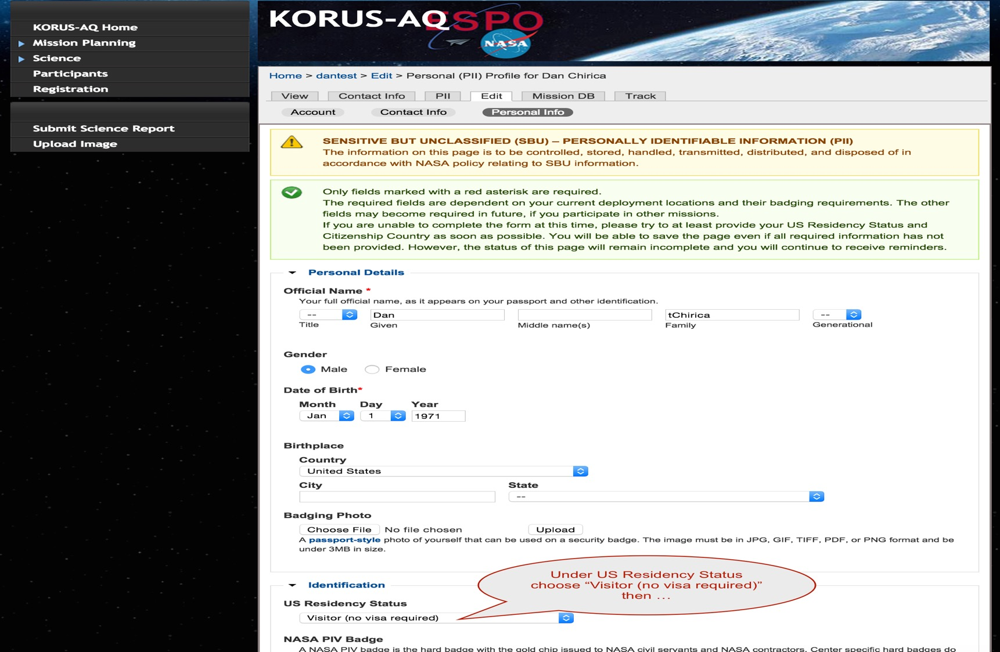 KORUS-AQ Home
Mission Planning
Science
Participants
Registration
Submit Science Report
Upload Image
KORUS-AQ
ESPO
NASA
Home > dantest > Edit > Personal (PII) Profile for Dan Chirica
View Contact Info PII Edit Mission DB Track
Account Contact Info Personal Info
SENSITIVE BUT UNCLASSIFIED (SBU) – PERSONALLY IDENTIFIABLE INFORMATION (PII)
The information on this page is to be controlled, stored, handled, transmitted, distributed, and disposed of in
accordance with NASA policy relating to SBU information.
Only fields marked with a red asterisk are required.
The required fields are dependent on your current deployment locations and their badging requirements. The other
fields may become required in future, if you participate in other missions.
If you are unable to complete the form at this time, please try to at least provide your US Residency Status and
Citizenship Country as soon as possible. You will be able to save the page even if all required information has not
been provided. However, the status of this page will remain incomplete and you will continue to receive reminders.
Personal Details
Official Name *
Your full official name, as it appears on your passport and other identification.
-- Dan tChirica --
Title Given Middle name(s) Family Generational
Gender
Male Female
Date of Birth*
Month Day Year
Jan 1 1971
Birthplace
Country
United States
City State
--
Badging Photo
Choose File No file chosen Upload
A passport-style photo of yourself that can be used on a security badge. The image must be in JPG, GIF, TIFF, PDF, or PNG format and be
under 3MB in size.
Under US Residency Status
choose “Visitor (no visa required)”
then ...
Identification
US Residency Status
Visitor (no visa required)
NASA PIV Badge
A NASA PIV badge is the hard badge with the gold chip issued to NASA civil servants and NASA contractors. Center specific hard badges do